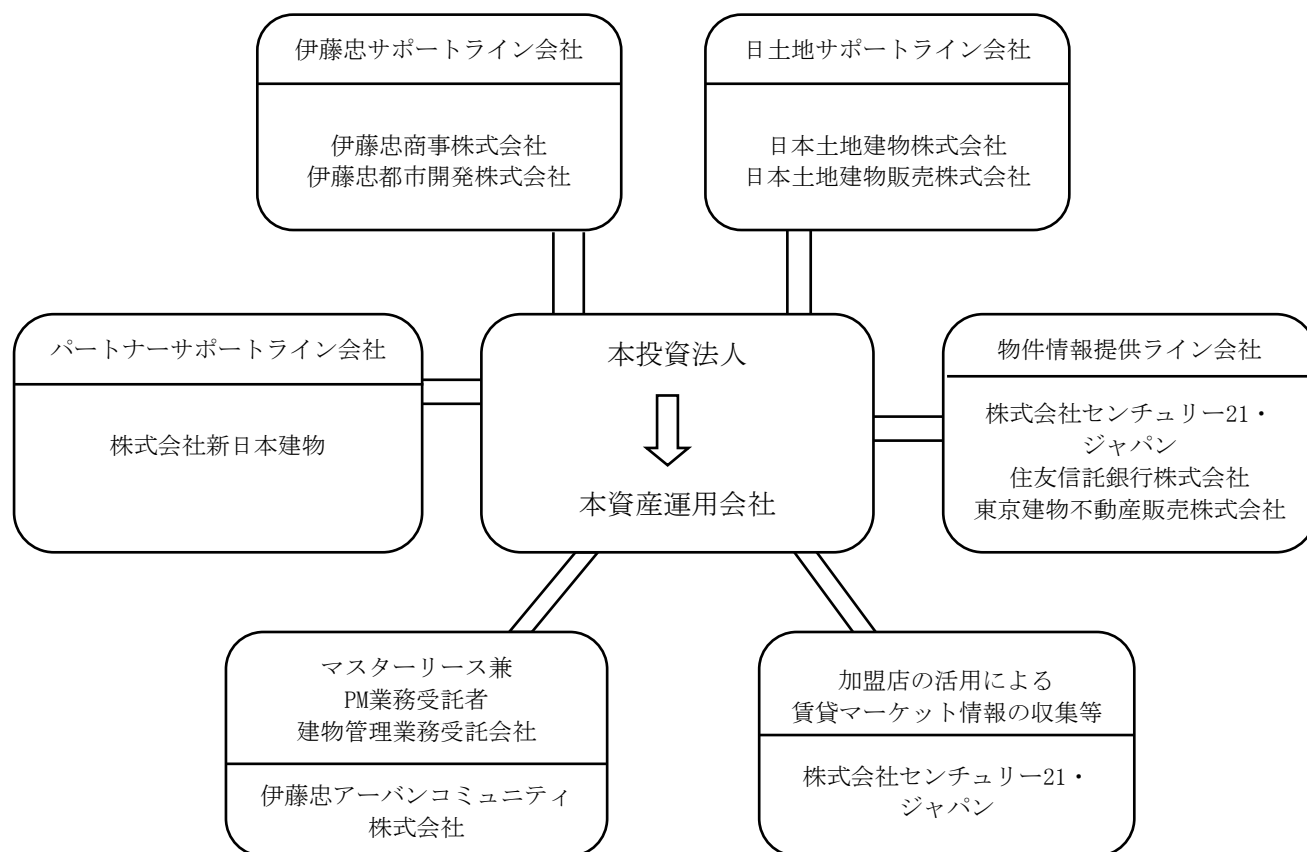 伊藤忠サポートライン会社
伊藤忠商事株式会社
伊藤忠都市開発株式会社
日土地サポートライン会社
日本土地建物株式会社
日本土地建物販売株式会社
パートナーサポートライン会社
株式会社新日本建物
本投資法人
本資産運用会社
物件情報提供ライン会社
株式会社センチュリー21・
ジャパン
住友信託銀行株式会社
東京建物不動産販売株式会社
マスターリース兼
PM業務受託者
建物管理業務受託会社
伊藤忠アーバンコミュニティ
株式会社
加盟店の活用による
賃貸マーケット情報の収集等
株式会社センチュリー21・
ジャパン